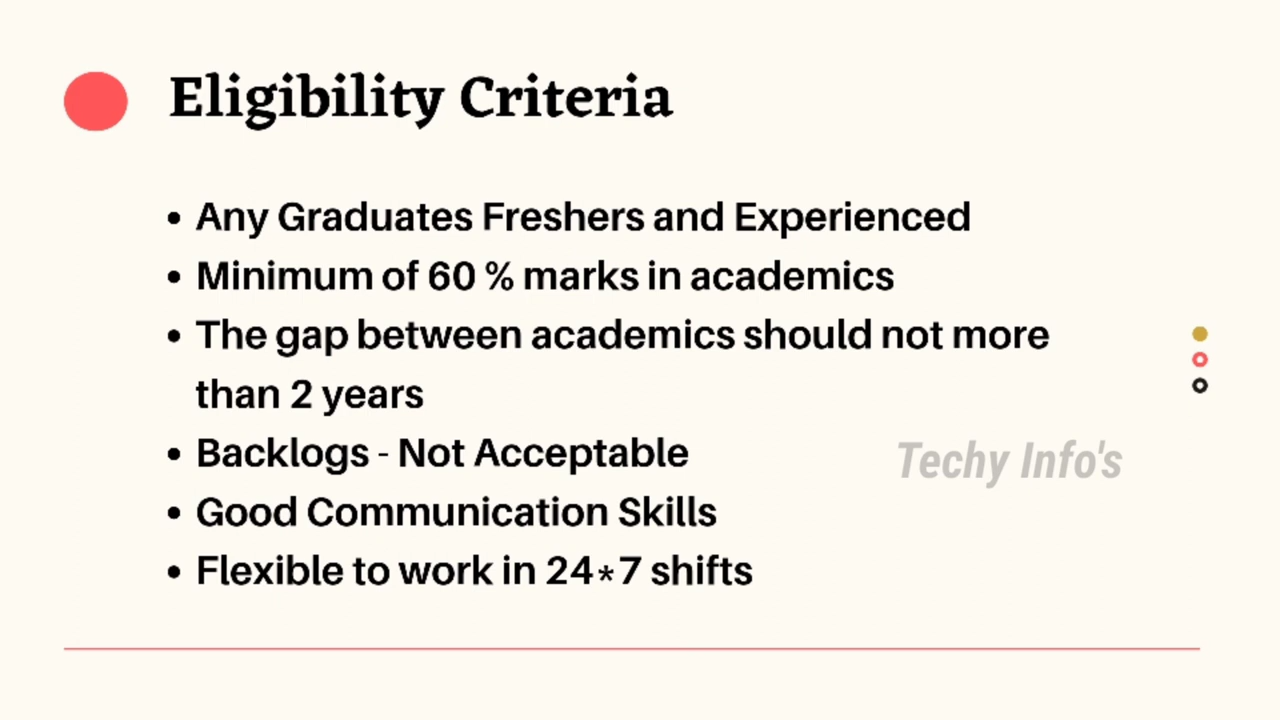 Eligibility Criteria
• Any Graduates Freshers and Experienced
• Minimum of 60 % marks in academics
• The gap between academics should not more
than 2 years
• Backlogs - Not Acceptable
Techy Info's
• Good Communication Skills
• Flexible to work in 24*7 shifts